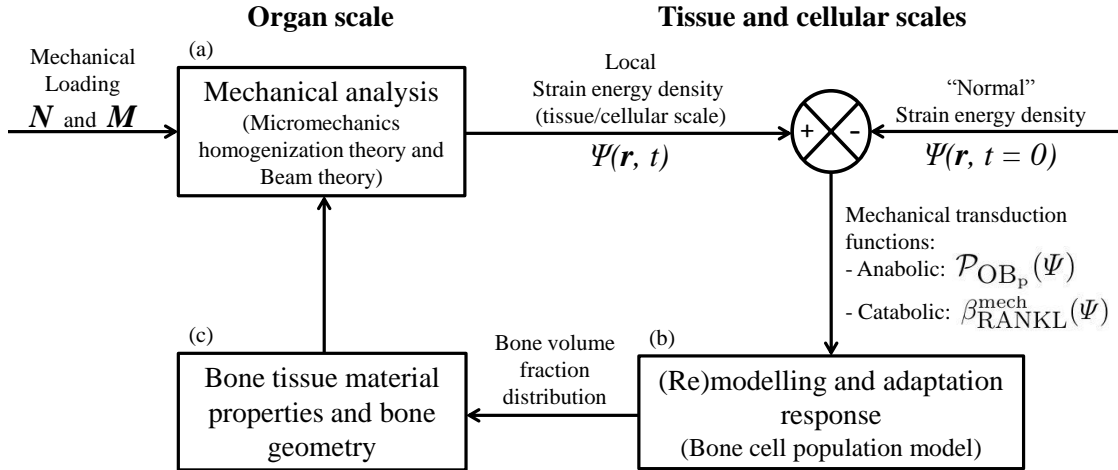 Organ scale
Tissue and cellular scales
(a)
Mechanical
Loading
N and M
Mechanical analysis
(Micromechanics
homogenization theory and
Beam theory)
Local
Strain energy density
(tissue/cellular scale)
Ψ(r, t)
+
-
“Normal”
Strain energy density
Ψ(r, t = 0)
Mechanical transduction
functions:
- Anabolic: 𝒫_OBp(Ψ)
- Catabolic: β^mech_RANKL(Ψ)
(c)
Bone tissue material
properties and bone
geometry
Bone volume
fraction
distribution
(b)
(Re)modelling and adaptation
response
(Bone cell population model)